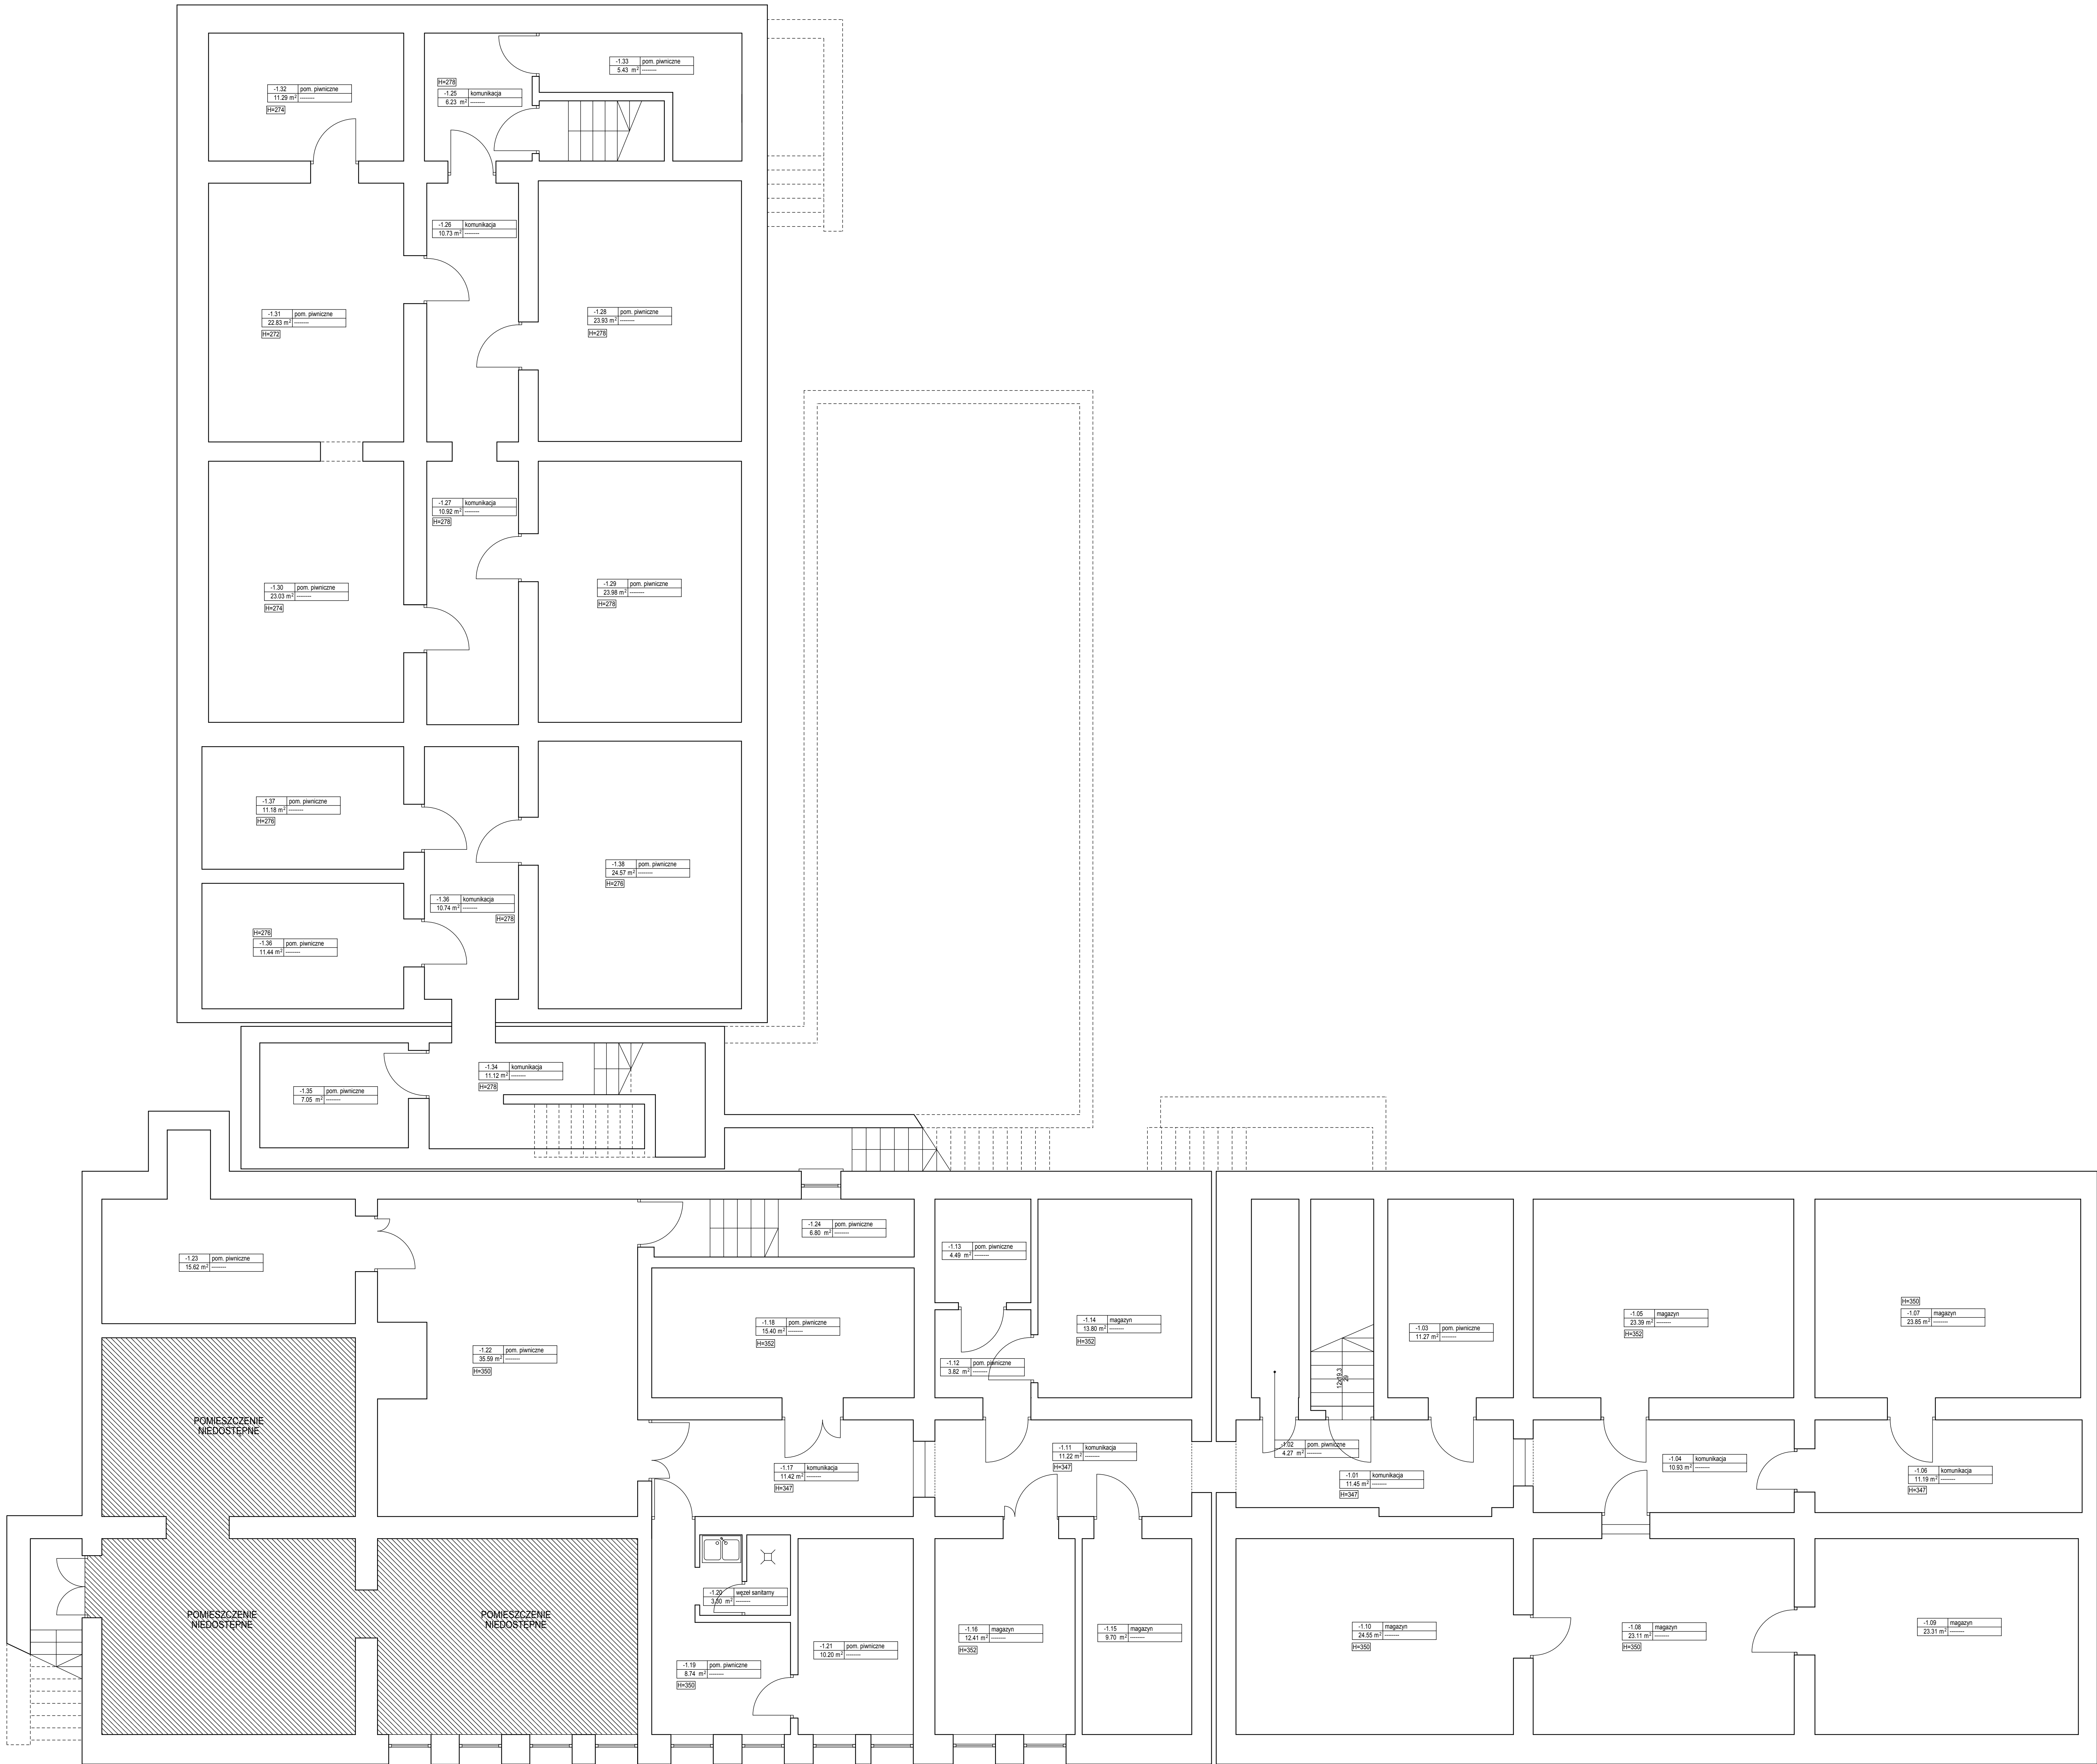 -1.33 pom. piwniczne
5.43 m² --------
H=278
-1.32 pom. piwniczne
11.29 m² --------
H=274
-1.25 komunikacja
6.23 m² --------
-1.26 komunikacja
10.73 m² --------
-1.31 pom. piwniczne
22.83 m² --------
H=272
-1.28 pom. piwniczne
23.93 m² --------
H=278
-1.27 komunikacja
10.92 m² --------
H=278
-1.30 pom. piwniczne
23.03 m² --------
H=274
-1.29 pom. piwniczne
23.98 m² --------
H=278
-1.37 pom. piwniczne
11.18 m² --------
H=276
-1.38 pom. piwniczne
24.57 m² --------
H=276
-1.36 komunikacja
10.74 m² --------
H=278
H=276
-1.36 pom. piwniczne
11.44 m² --------
-1.34 komunikacja
11.12 m² --------
H=278
-1.35 pom. piwniczne
7.05 m² --------
-1.24 pom. piwniczne
6.80 m² --------
-1.23 pom. piwniczne
15.62 m² --------
-1.13 pom. piwniczne
4.49 m² --------
-1.18 pom. piwniczne
15.40 m² --------
H=352
-1.14 magazyn
13.80 m² --------
H=352
-1.22 pom. piwniczne
35.59 m² --------
H=350
-1.12 pom. piwniczne
3.82 m² --------
-1.03 pom. piwniczne
11.27 m² --------
-1.05 magazyn
23.39 m² --------
H=352
H=350
-1.07 magazyn
23.85 m² --------
12x19,3
29
POMIESZCZENIE
NIEDOSTĘPNE
-1.17 komunikacja
11.42 m² --------
H=347
-1.11 komunikacja
11.22 m² --------
H=347
-1.02 pom. piwniczne
4.27 m² --------
-1.01 komunikacja
11.45 m² --------
H=347
-1.04 komunikacja
10.93 m² --------
-1.06 komunikacja
11.19 m² --------
H=347
POMIESZCZENIE
NIEDOSTĘPNE
POMIESZCZENIE
NIEDOSTĘPNE
-1.20 węzeł sanitarny
3.50 m² --------
-1.19 pom. piwniczne
8.74 m² --------
H=350
-1.21 pom. piwniczne
10.20 m² --------
-1.16 magazyn
12.41 m² --------
H=352
-1.15 magazyn
9.70 m² --------
-1.10 magazyn
24.55 m² --------
H=350
-1.08 magazyn
23.11 m² --------
H=350
-1.09 magazyn
23.31 m² --------